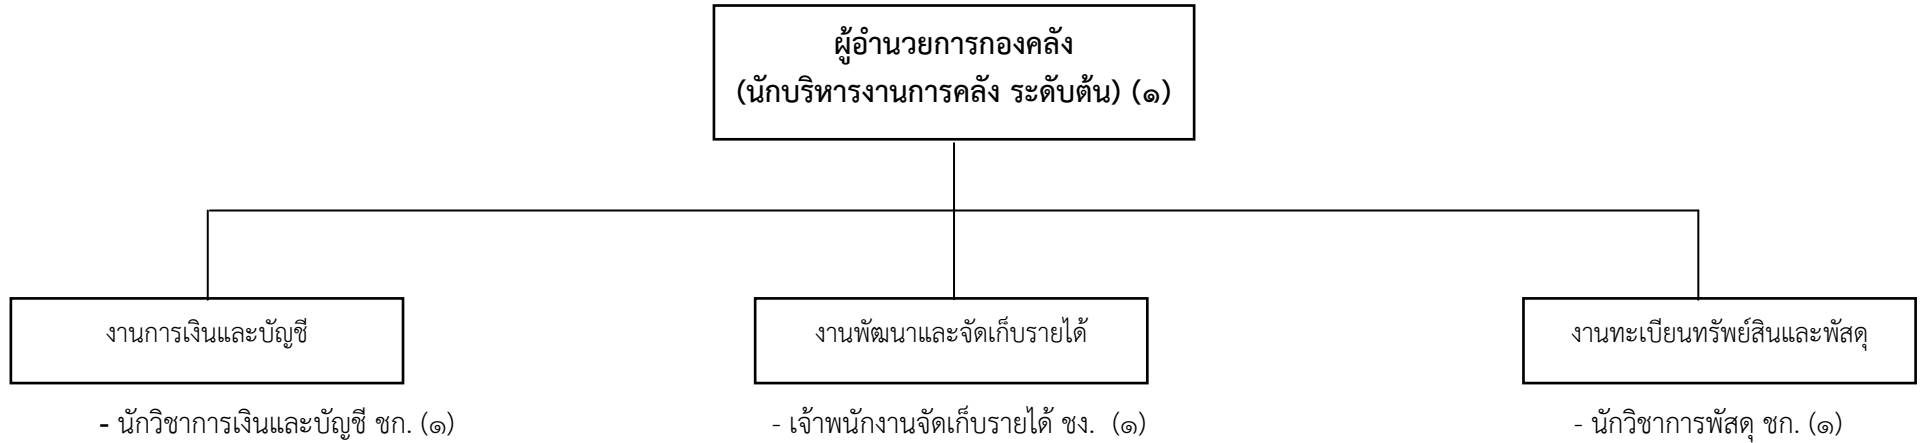 ผู้อำนวยการกองคลัง
(นักบริหารงานการคลัง ระดับต้น) (๑)
งานการเงินและบัญชี
งานพัฒนาและจัดเก็บรายได้
งานทะเบียนทรัพย์สินและพัสดุ
- นักวิชาการเงินและบัญชี ชก. (๑)
- เจ้าพนักงานจัดเก็บรายได้ ชง. (๑)
- นักวิชาการพัสดุ ชก. (๑)